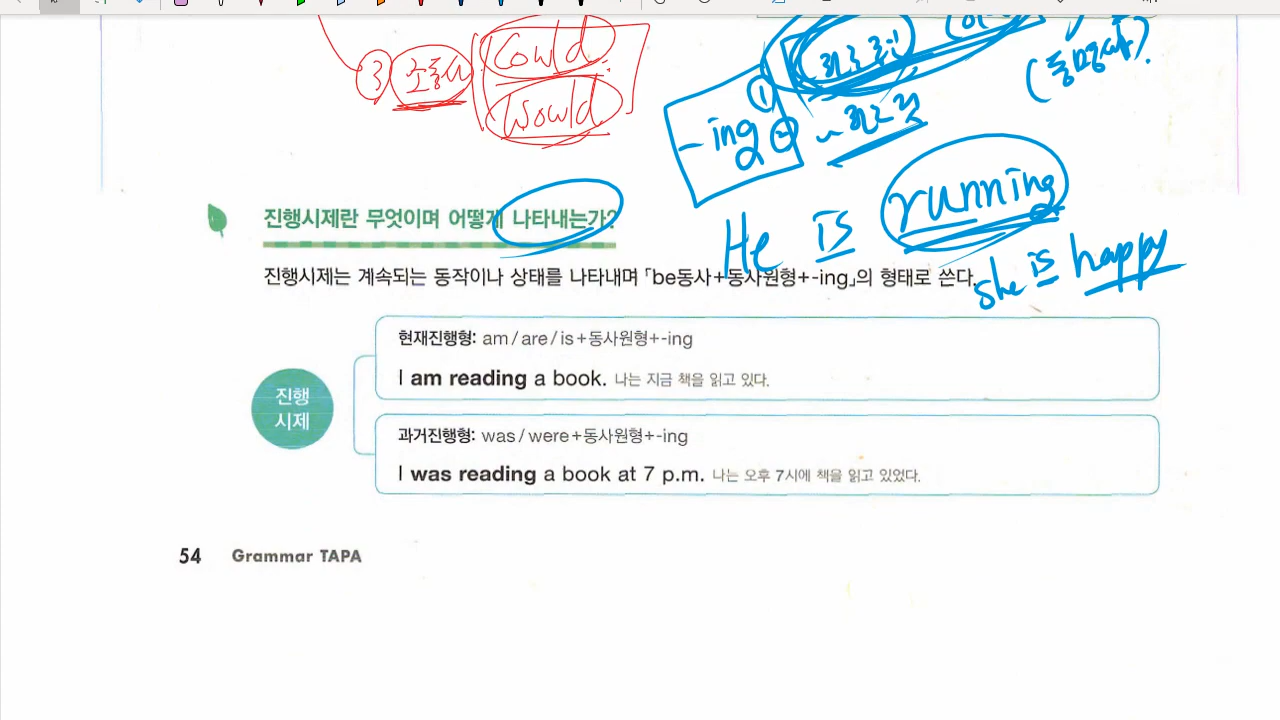 could
③ 조동사
would
(동명사?
①
-ing ② ~하는 것
He is running
she is happy
진행시제란 무엇이며 어떻게 나타내는가?
진행시제는 계속되는 동작이나 상태를 나타내며 「be동사+동사원형+-ing」의 형태로 쓴다.
진행
시제
현재진행형: am / are / is+동사원형+-ing
I am reading a book. 나는 지금 책을 읽고 있다.
과거진행형: was / were+동사원형+-ing
I was reading a book at 7 p.m. 나는 오후 7시에 책을 읽고 있었다.
54 Grammar TAPA